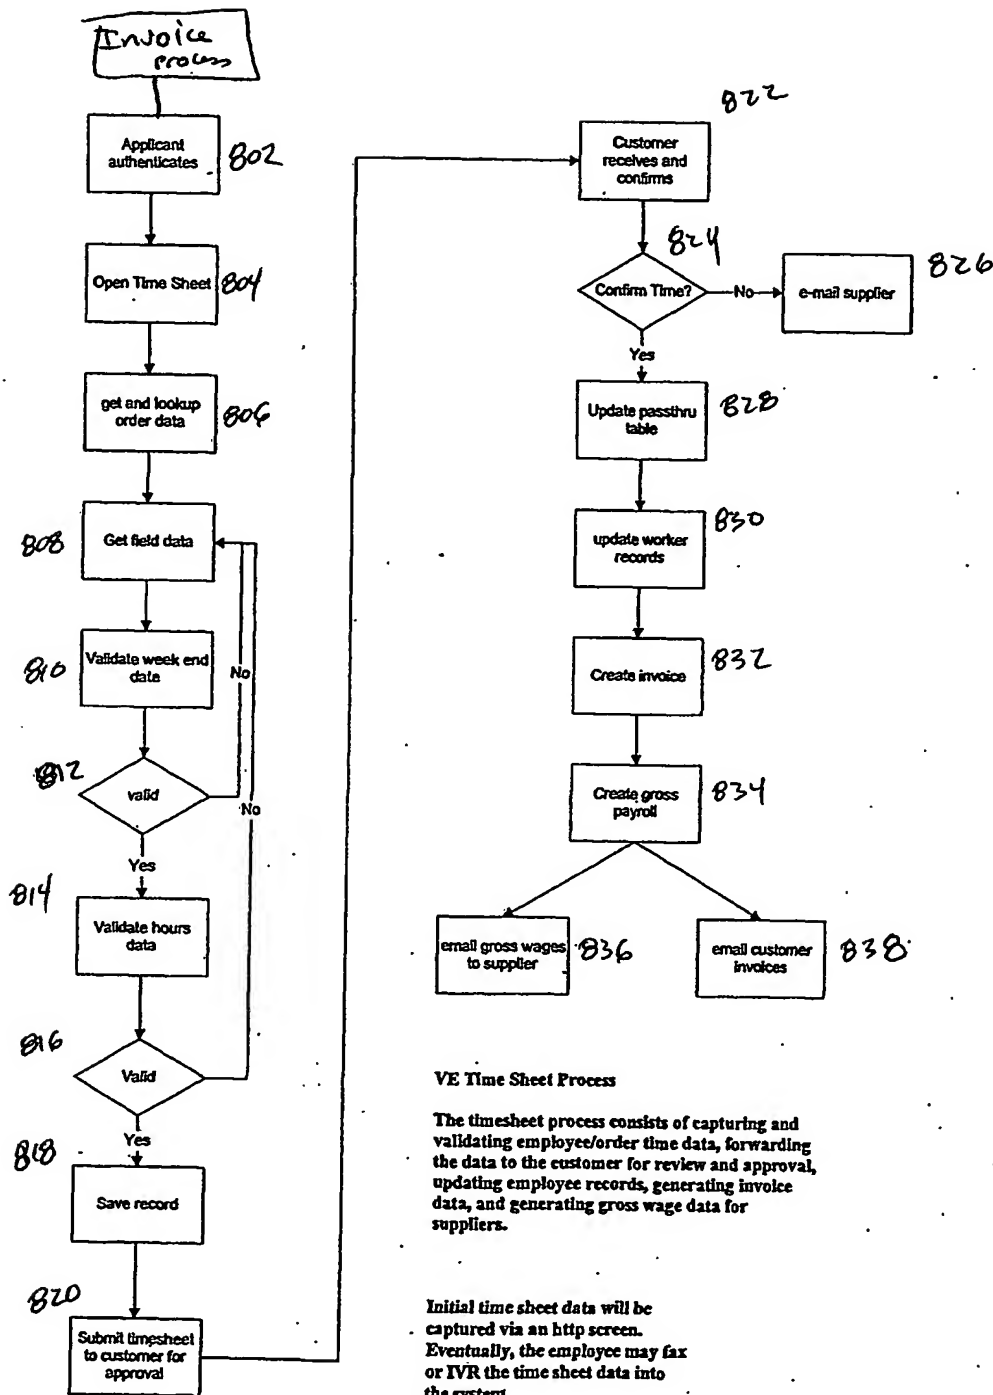 Invoice
process
Applicant
authenticates
802
Open Time Sheet
804
get and lookup
order data
806
808
Get field data
810
Validate week end
date
No
812
valid
No
Yes
814
Validate hours
data
816
Valid
Yes
818
Save record
820
Submit timesheet
to customer for
approval
822
Customer
receives and
confirms
824
Confirm Time?
No
e-mail supplier
826
Yes
Update passthru
table
828
830
update worker
records
Create invoice
832
Create gross
payroll
834
email gross wages
to supplier
836
email customer
invoices
838
VE Time Sheet Process
The timesheet process consists of capturing and
validating employee/order time data, forwarding
the data to the customer for review and approval,
updating employee records, generating invoice
data, and generating gross wage data for
suppliers.
Initial time sheet data will be
captured via an http screen.
Eventually, the employee may fax
or IVR the time sheet data into
the system